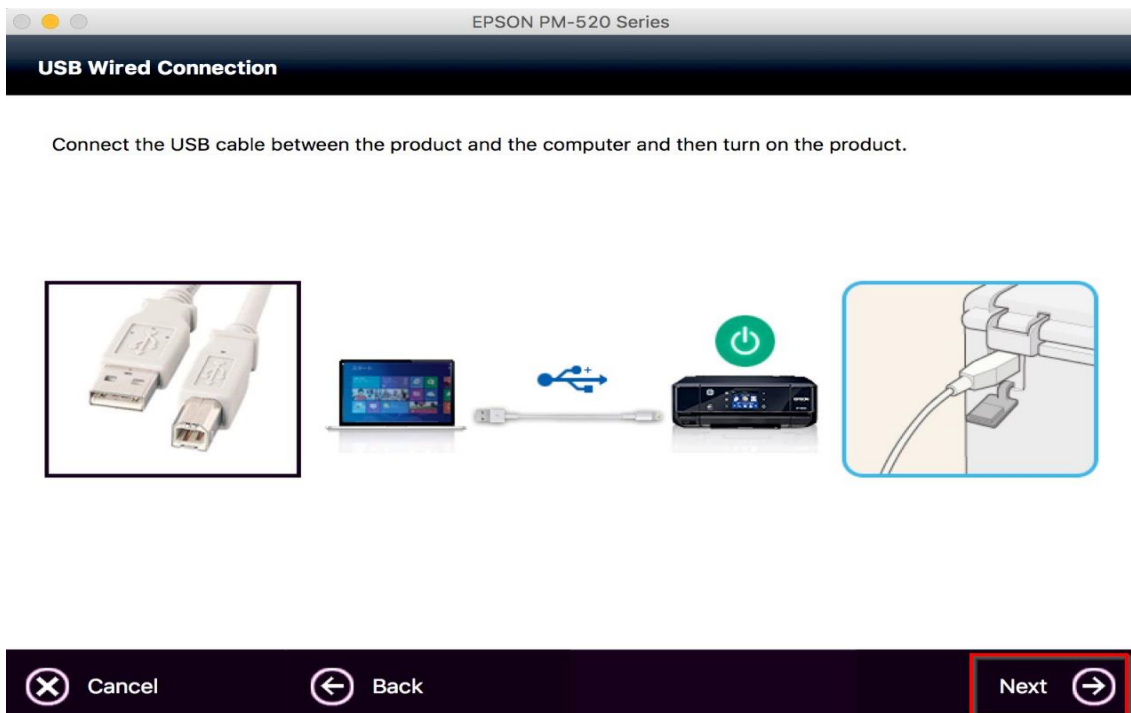 EPSON PM-520 Series
USB Wired Connection
Connect the USB cable between the product and the computer and then turn on the product.
EPSON
Cancel
Back
Next